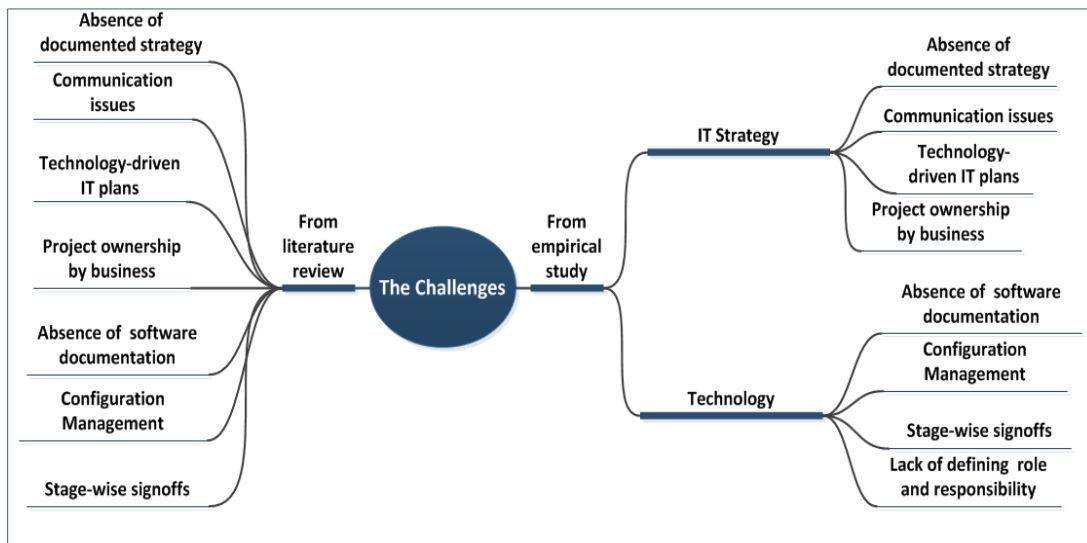 Absence of
documented strategy
Communication
issues
Technology-driven
IT plans
Project ownership
by business
Absence of  software
documentation
Configuration
Management
Stage-wise signoffs
From
literature
review
The Challenges
From
empirical
study
IT Strategy
Absence of
documented strategy
Communication issues
Technology-
driven IT plans
Project ownership
by business
Technology
Absence of  software
documentation
Configuration
Management
Stage-wise signoffs
Lack of defining  role
and responsibility